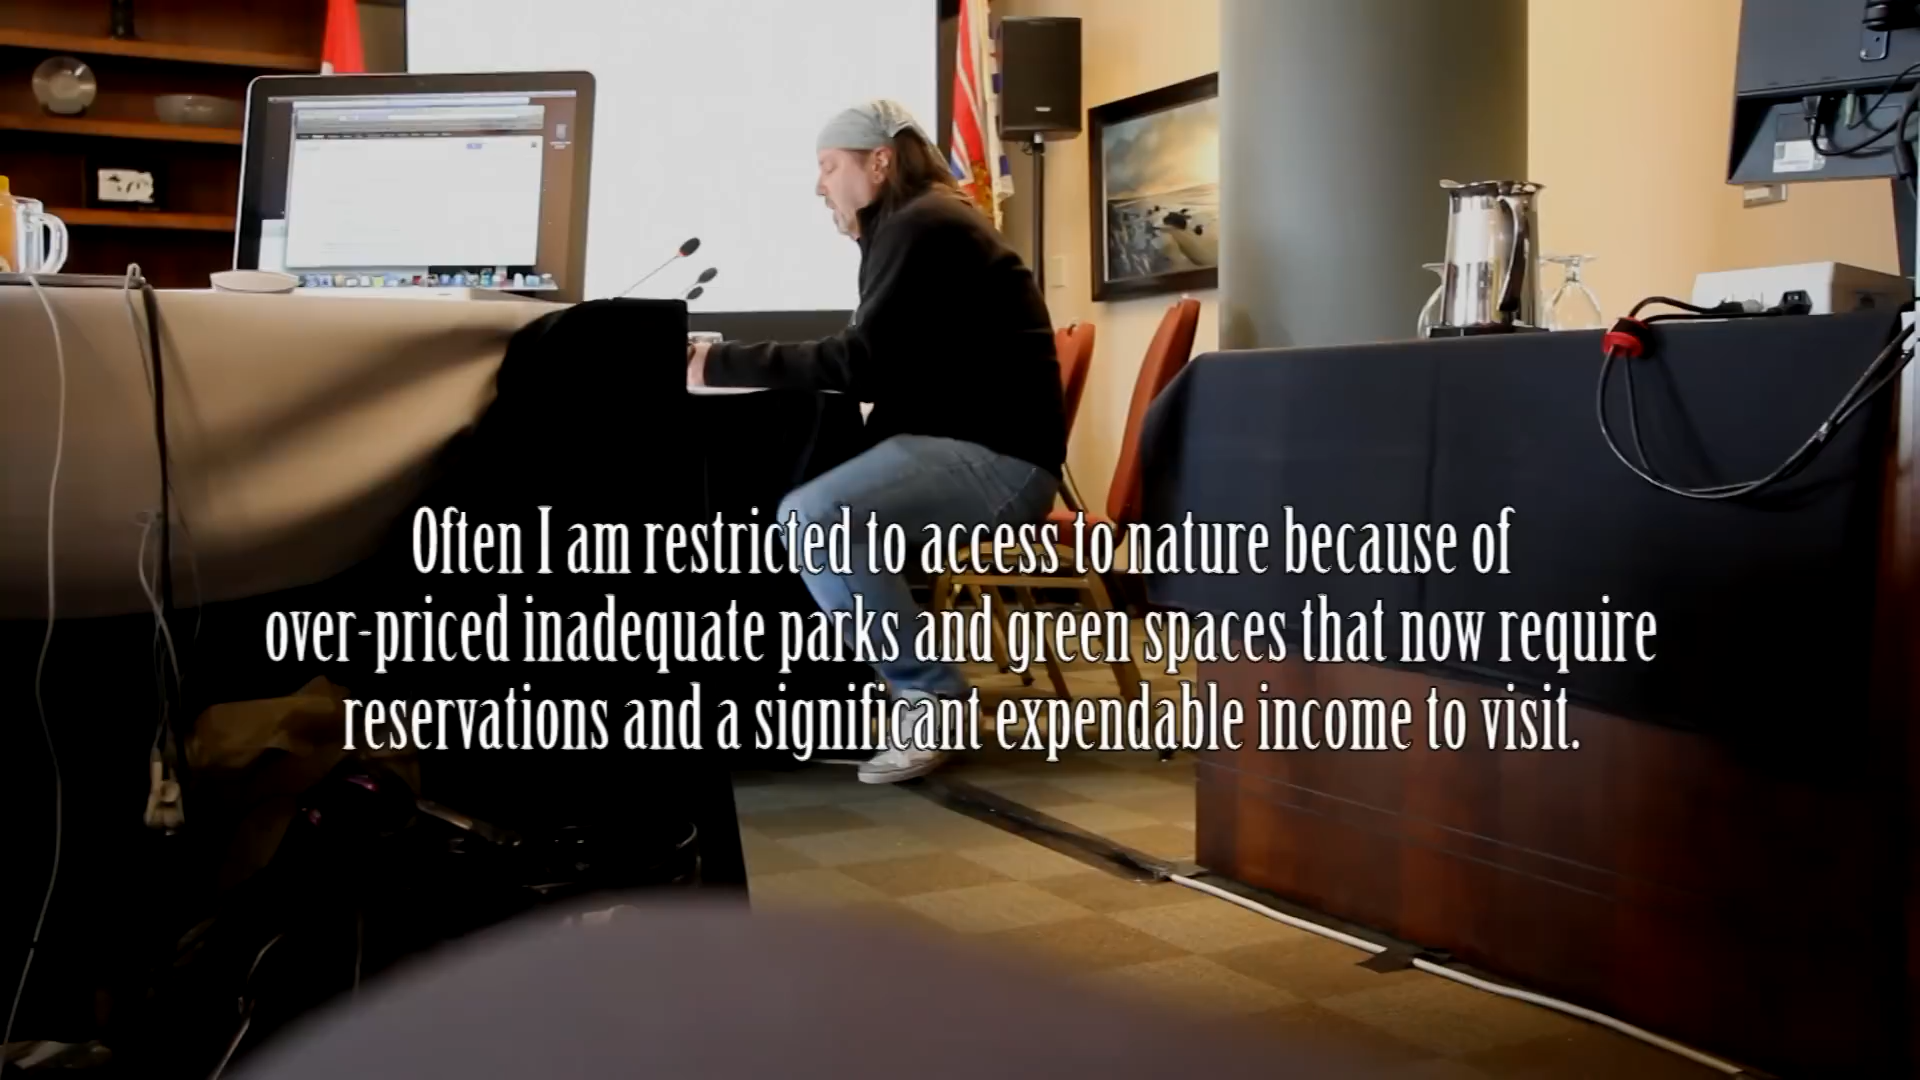 Often I am restricted to access to nature because of
over-priced inadequate parks and green spaces that now require
reservations and a significant expendable income to visit.